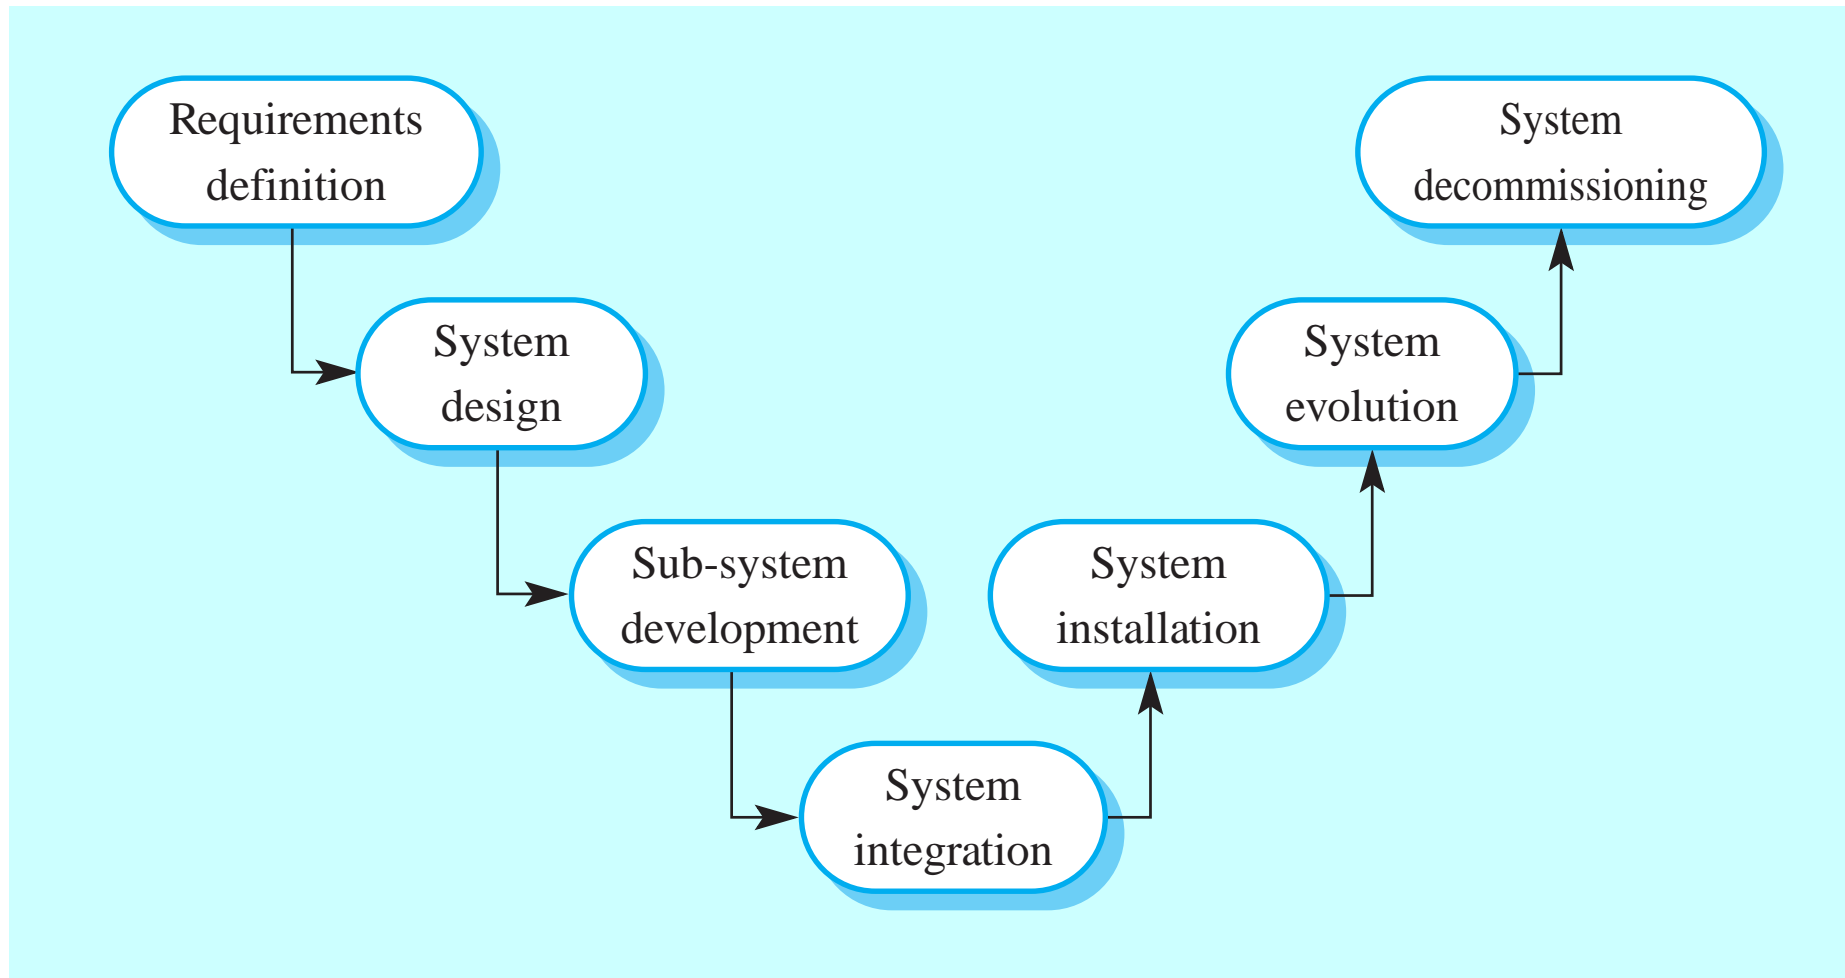 Requirements
definition
System
design
Sub-system
development
System
integration
System
installation
System
evolution
System
decommissioning